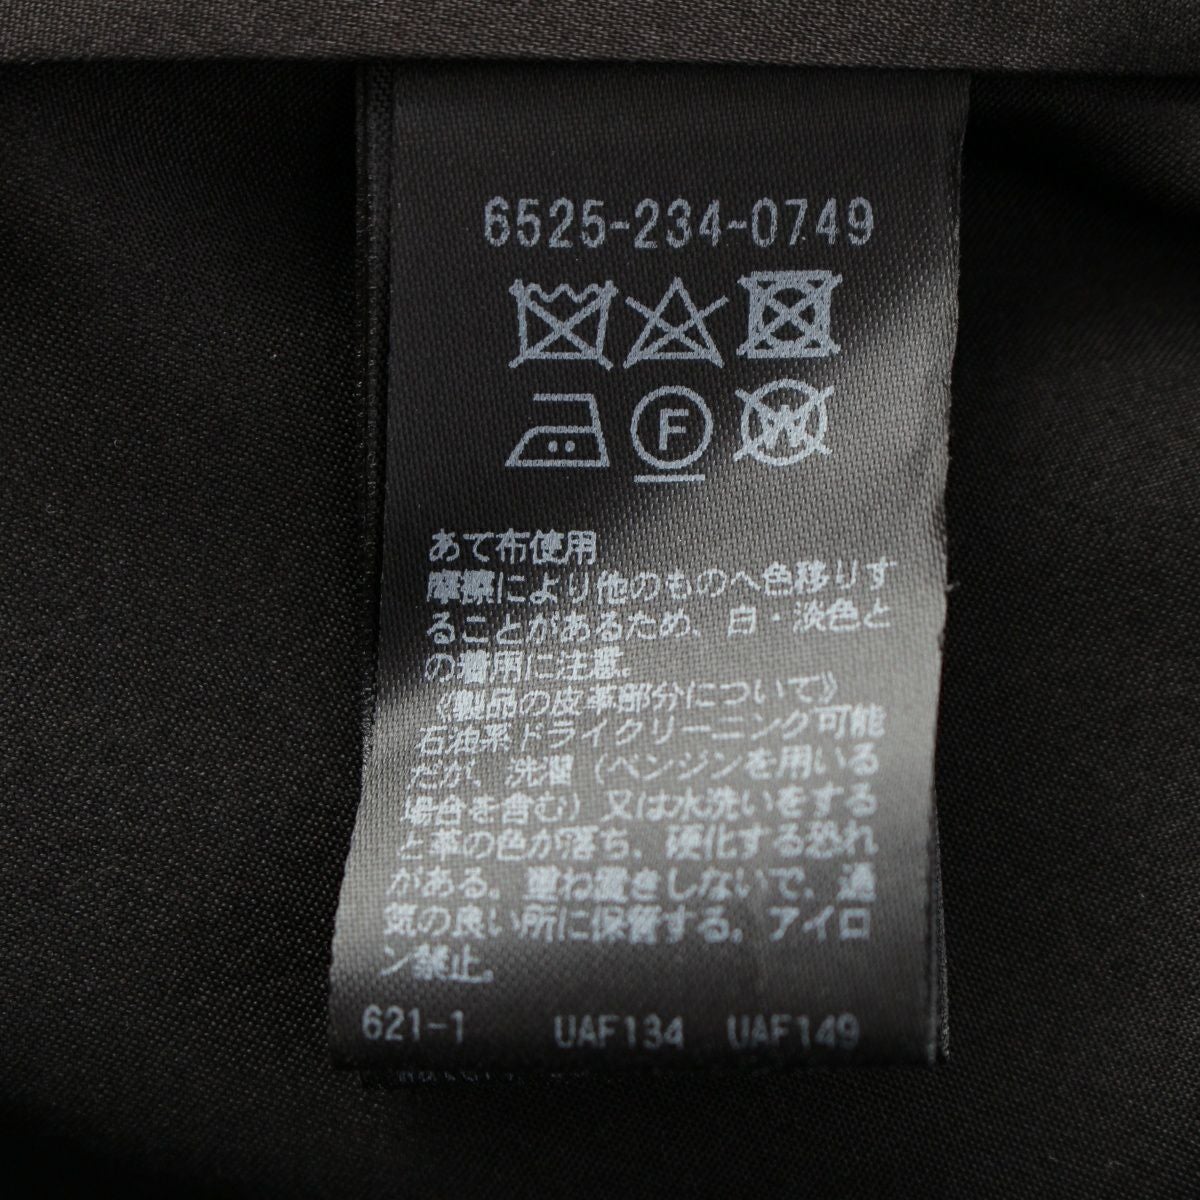 6525-234-0749
F
W
あて布使用
摩擦により他のものへ色移りす
ることがあるため、白・淡色と
の着用に注意。
《製品の皮革部分について》
石油系ドライクリーニング可能
だが、洗濯（ベンジンを用いる
場合を含む）又は水洗いをする
と革の色が落ち、硬化する恐れ
がある。重ね置きしないで、通
気の良い所に保管する。アイロ
ン禁止。
621-1 UAF134 UAF149